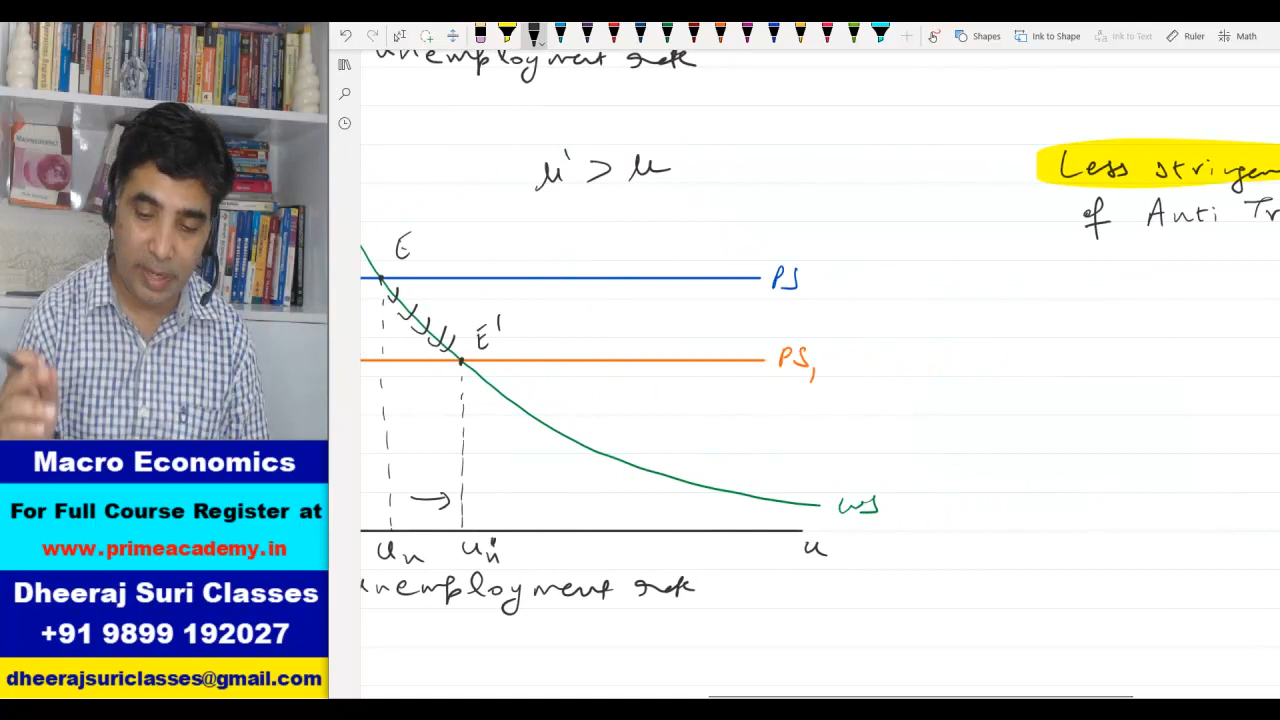 Shapes Ink to Shape Ink to Text Ruler Math
unemployment rate
μ' > μ
Less stringen
of Anti Tr
E
PS
E'
PS1
WS
un un' u
unemployment rate
Macro Economics
For Full Course Register at
www.primeacademy.in
Dheeraj Suri Classes
+91 9899 192027
dheerajsuriclasses@gmail.com